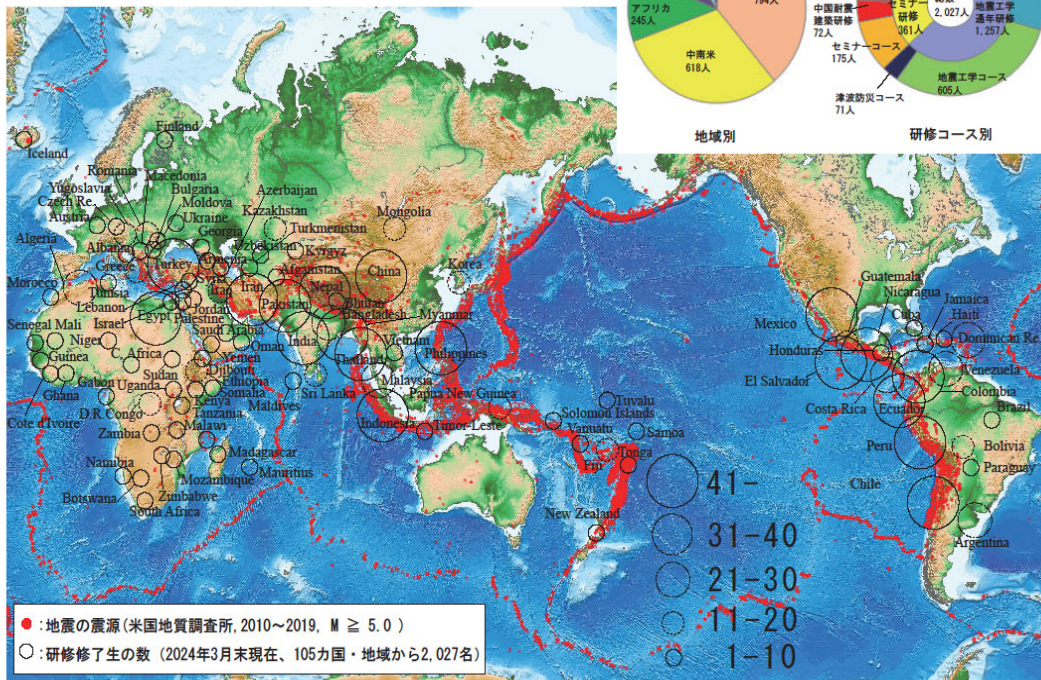 アフリカ
245人
中南米
618人
794人
地域別
総数
2,027人
中国耐震
建築研修
72人
セミナー
研修
361人
地震工学
通年研修
1,257人
セミナーコース
175人
津波防災コース
71人
地震工学コース
605人
研修コース別
Iceland
Finland
Romania
Macedonia
Yugoslavia
Bulgaria
Czech Re.
Moldova
Austria
Ukraine
Azerbaijan
Kazakhstan
Mongolia
Algeria
Albania
Georgia
Turkmenistan
Uzbekistan
Kyrgyz
Greece
Turkey
Armenia
Afganistan
China
Korea
Morocco
Tunisia
Syria
Iraq
Iran
Nepal
Lebanon
Jordan
Pakistan
Bhutan
Israel
Egypt
Palestine
Bangladesh
Myanmar
Senegal
Mali
Niger
Saudi Arabia
Oman
India
Vietnam
Philippines
Guinea
C. Africa
Yemen
Thailand
Djibouti
Sudan
Ethiopia
Malaysia
Ghana
Gabon
Uganda
Somalia
Maldives
Sri Lanka
Kenya
Papua New Guinea
Cote d'Ivoire
D.R.Congo
Tanzania
Indonesia
Timor-Leste
Solomon Islands
Tuvalu
Zambia
Malawi
Vanuatu
Samoa
Namibia
Madagascar
Fiji
Tonga
Mozambique
Mauritius
Botswana
Zimbabwe
South Africa
New Zealand
Guatemala
Nicaragua
Mexico
Cuba
Jamaica
Haiti
Dominican Re.
Honduras
Venezuela
El Salvador
Colombia
Costa Rica
Ecuador
Brazil
Peru
Bolivia
Paraguay
Chile
Argentina
41-
31-40
21-30
11-20
1-10
:地震の震源(米国地質調査所,2010～2019, M ≧ 5.0 )
:研修修了生の数 (2024年3月末現在、105カ国・地域から2,027名)